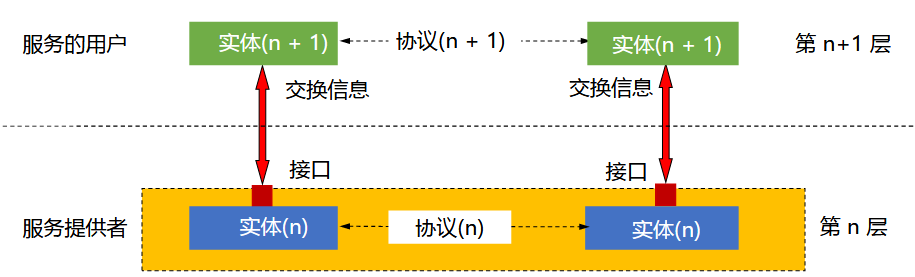 服务的用户
实体(n + 1)
协议(n + 1)
实体(n + 1)
第 n+1 层
交换信息
交换信息
接口
接口
服务提供者
实体(n)
协议(n)
实体(n)
第 n 层